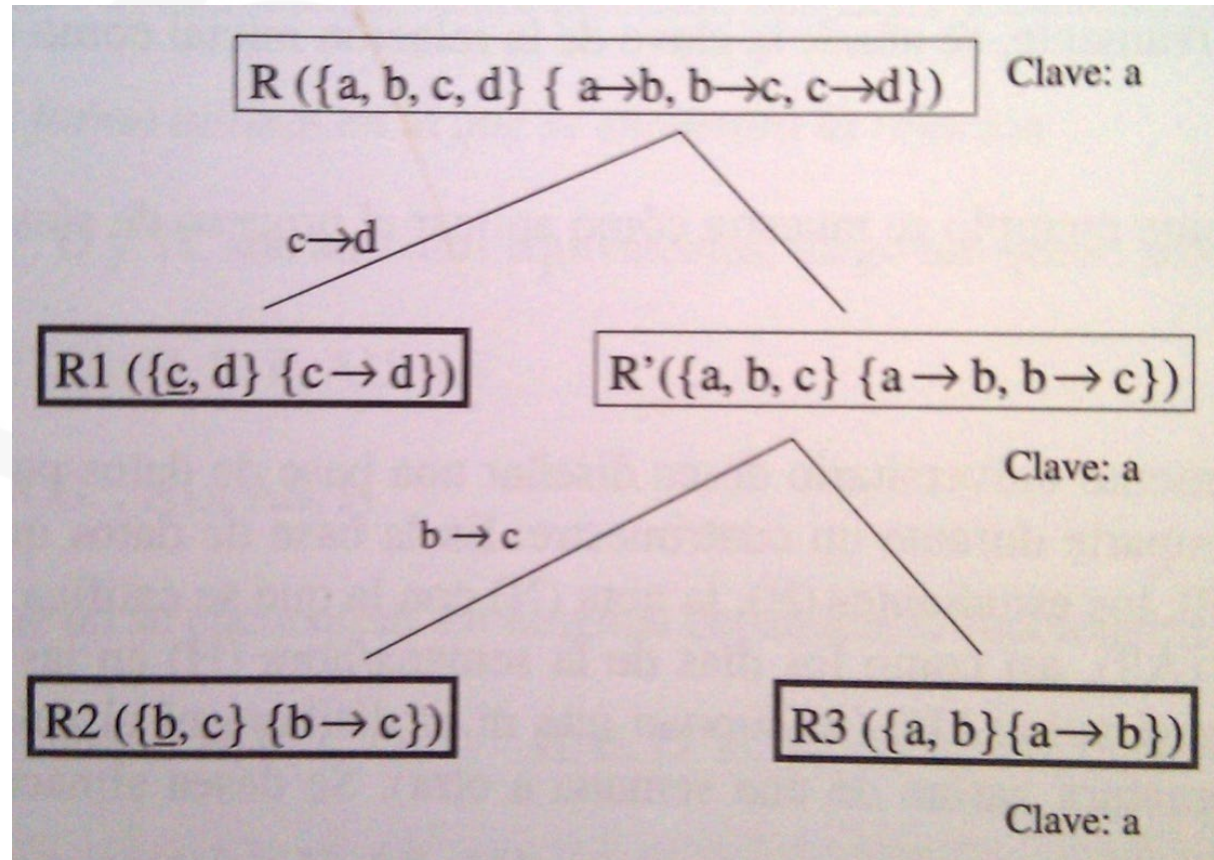 R ({a, b, c, d} { a→b, b→c, c→d}) Clave: a
c→d
R1 ({c, d} {c→d}) R’({a, b, c} {a→b, b→c})
Clave: a
b→c
R2 ({b, c} {b→c}) R3 ({a, b}{a→b})
Clave: a